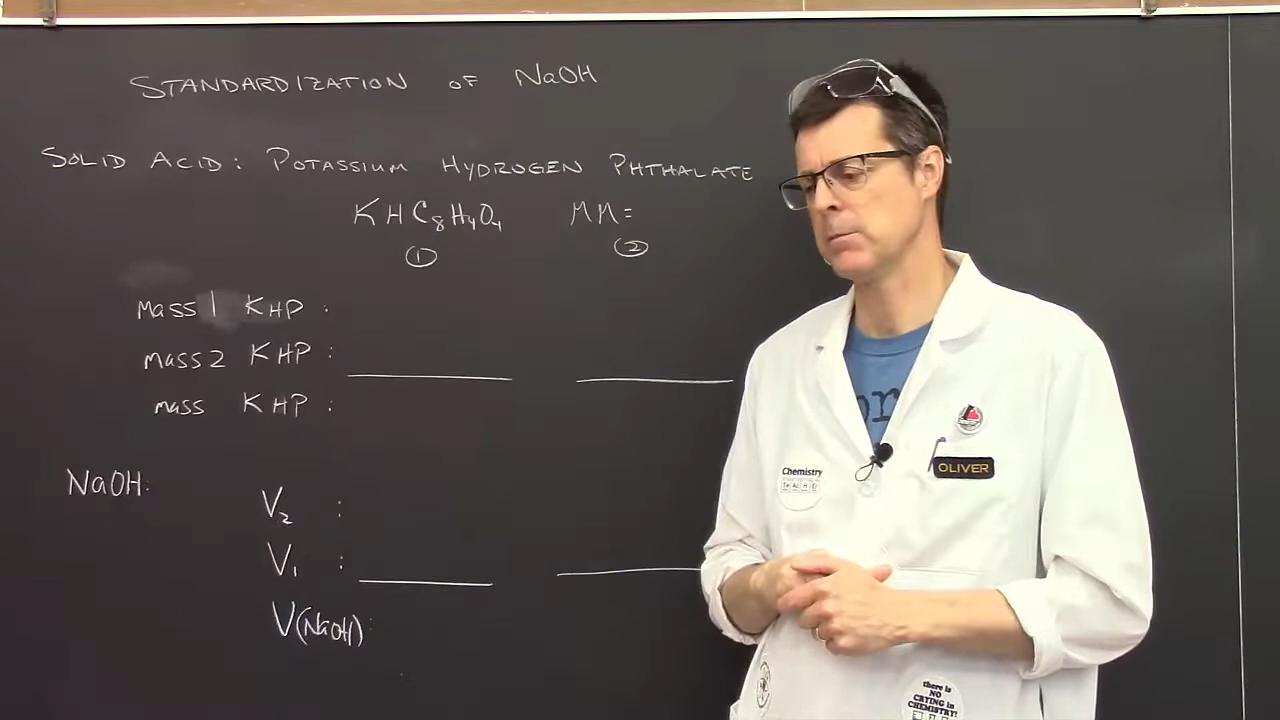 STANDARDIZATION OF NaOH
SOLID ACID: POTASSIUM HYDROGEN PHTHALATE
KHC₈H₄O₄ MM=
① ②
Mass 1 KHP :
mass 2 KHP :
mass KHP :
NaOH:
V₂ :
V₁ :
V(NaOH) :
OLIVER
Chemistry
there is
NO
CRYING in
CHEMISTRY!